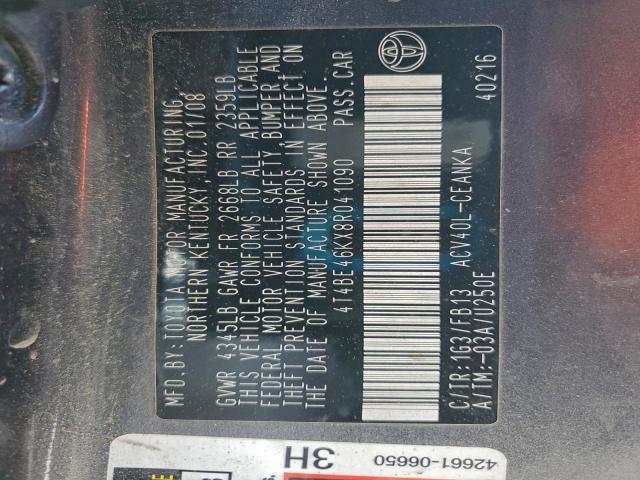 MFD.BY:TOYOTA MOTOR MANUFACTURING,
NORTHERN KENTUCKY, INC.01/08
GVWR 4345LB GAWR FR 2668LB RR 2359LB
THIS VEHICLE CONFORMS TO ALL APPLICABLE
FEDERAL MOTOR VEHICLE SAFETY, BUMPER AND
THEFT PREVENTION STANDARDS IN EFFECT ON
THE DATE OF MANUFACTURE SHOWN ABOVE.
4T4BE46KX8R041090 PASS.CAR
C/TR:1G3/FB13 ACV40L-CEANKA
A/TM:-03A/U250E 40216
42661-06650
3H